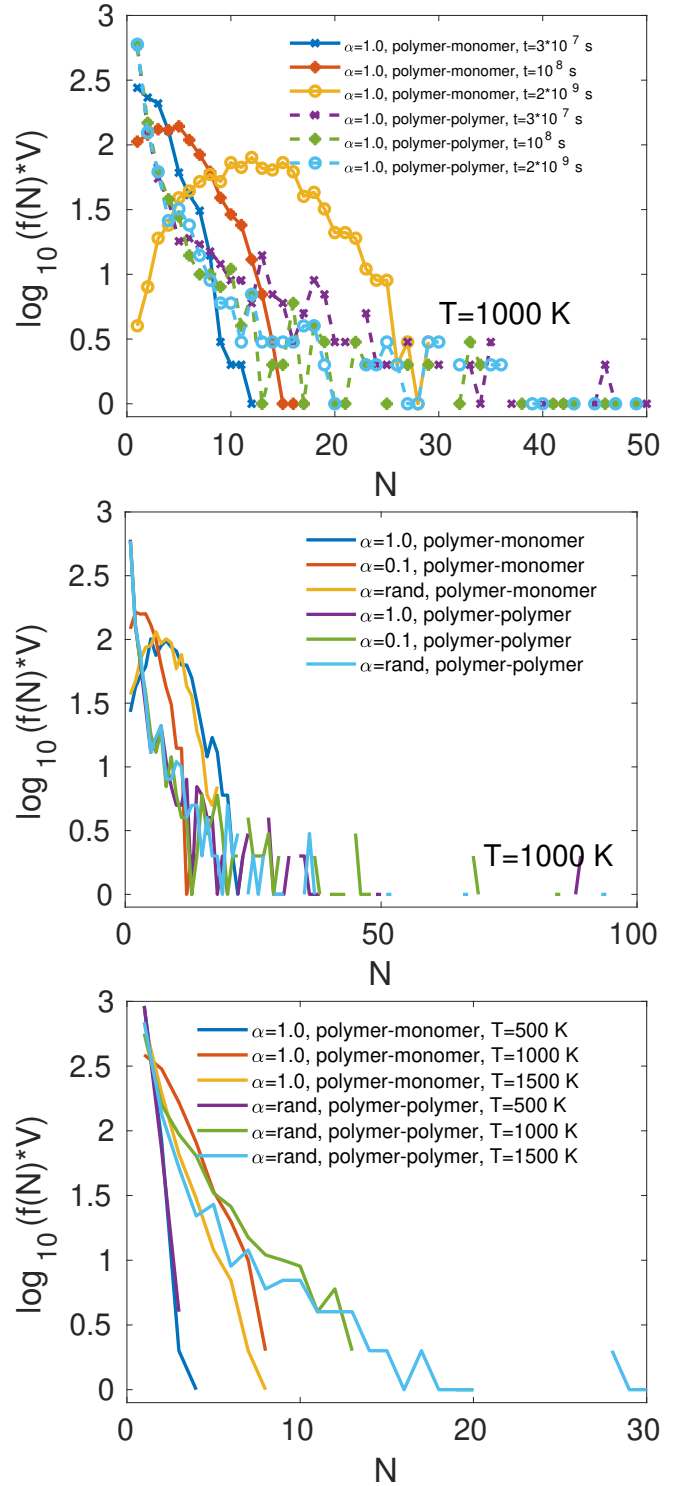 3
2.5
2
1.5
1
0.5
0
log 10 (f(N)*V)
α=1.0, polymer-monomer, t=3*10 7 s
α=1.0, polymer-monomer, t=10 8 s
α=1.0, polymer-monomer, t=2*10 9 s
α=1.0, polymer-polymer, t=3*10 7 s
α=1.0, polymer-polymer, t=10 8 s
α=1.0, polymer-polymer, t=2*10 9 s
T=1000 K
0 10 20 30 40 50
N
3
2.5
2
1.5
1
0.5
0
log 10 (f(N)*V)
α=1.0, polymer-monomer
α=0.1, polymer-monomer
α=rand, polymer-monomer
α=1.0, polymer-polymer
α=0.1, polymer-polymer
α=rand, polymer-polymer
T=1000 K
0 50 100
N
3
2.5
2
1.5
1
0.5
0
log 10 (f(N)*V)
α=1.0, polymer-monomer, T=500 K
α=1.0, polymer-monomer, T=1000 K
α=1.0, polymer-monomer, T=1500 K
α=rand, polymer-polymer, T=500 K
α=rand, polymer-polymer, T=1000 K
α=rand, polymer-polymer, T=1500 K
0 10 20 30
N